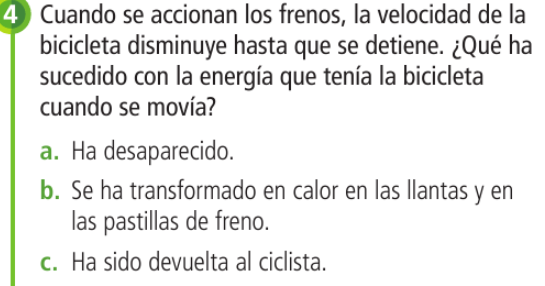 4 Cuando se accionan los frenos, la velocidad de la
bicicleta disminuye hasta que se detiene. ¿Qué ha
sucedido con la energía que tenía la bicicleta
cuando se movía?
a. Ha desaparecido.
b. Se ha transformado en calor en las llantas y en
las pastillas de freno.
c. Ha sido devuelta al ciclista.